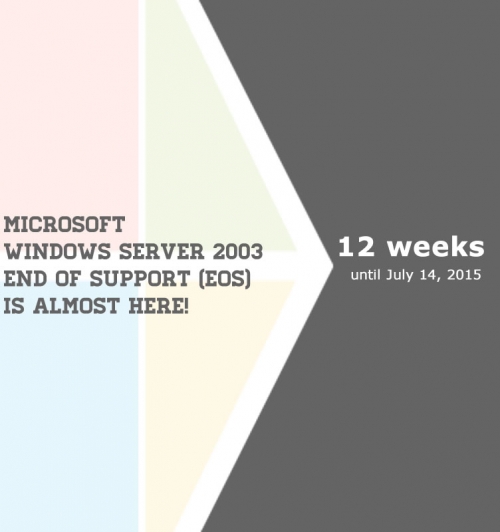 MICROSOFT
WINDOWS SERVER 2003
END OF SUPPORT (EOS)
IS ALMOST HERE!
12 weeks
until July 14, 2015